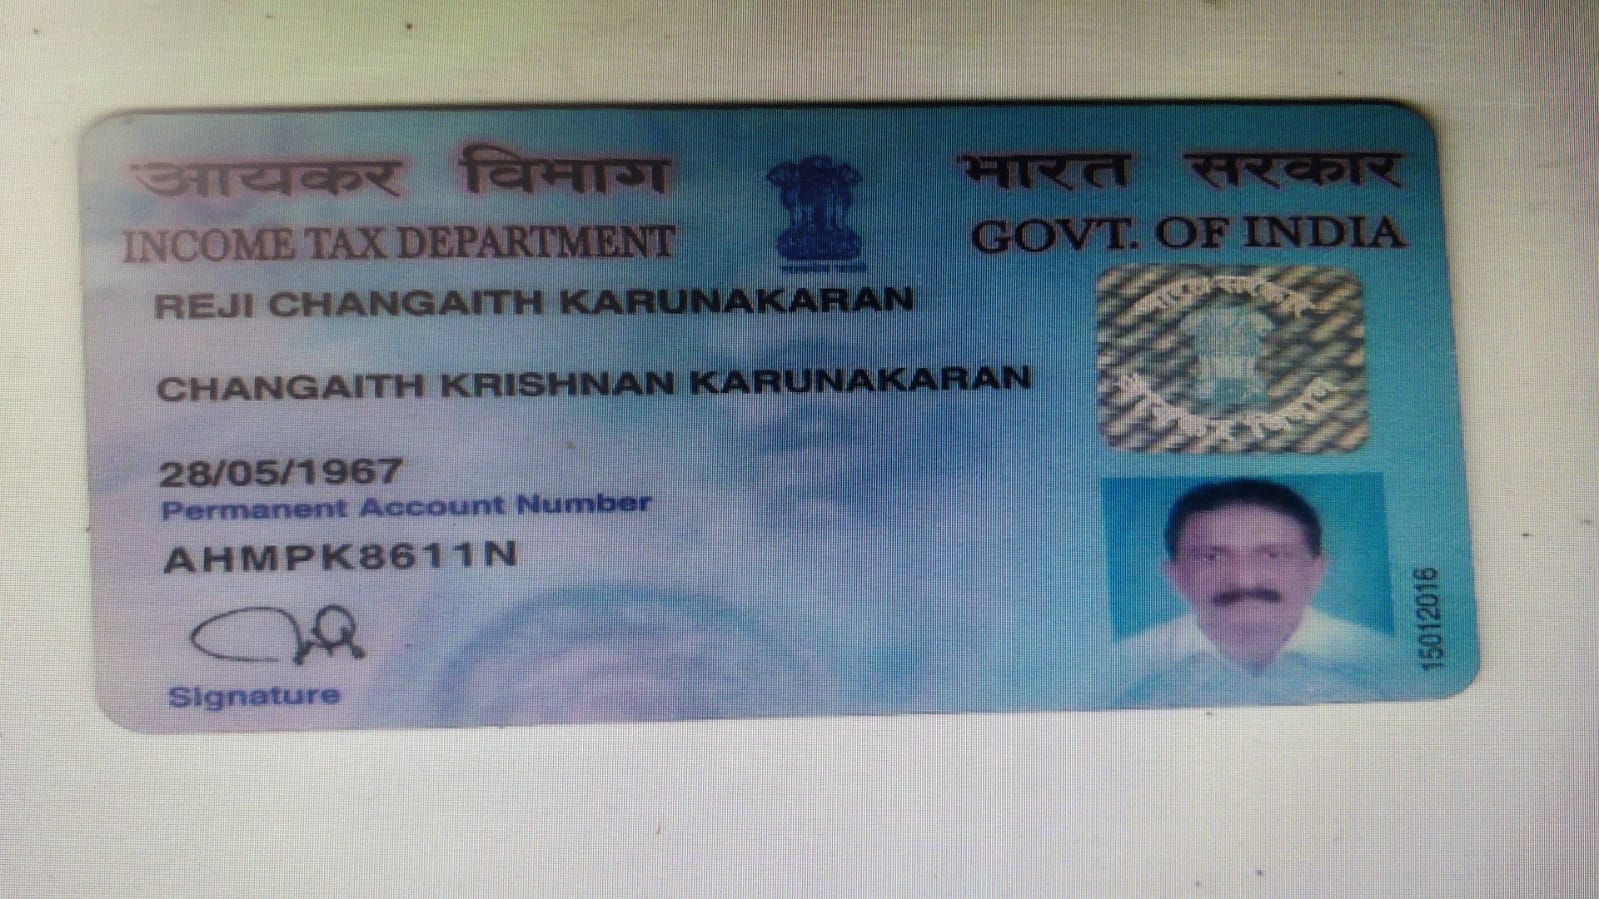 आयकर विभाग
INCOME TAX DEPARTMENT
भारत सरकार
GOVT. OF INDIA
REJI CHANGAITH KARUNAKARAN
CHANGAITH KRISHNAN KARUNAKARAN
28/05/1967
Permanent Account Number
AHMPK8611N
Signature
15012016